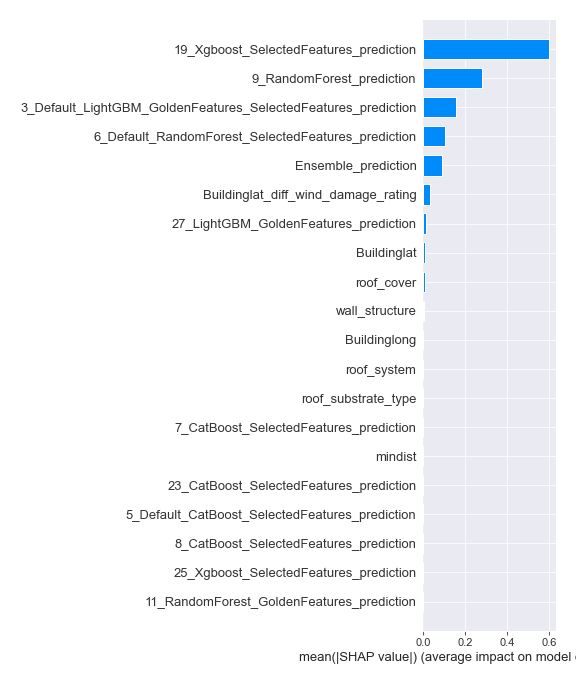 19_Xgboost_SelectedFeatures_prediction
9_RandomForest_prediction
3_Default_LightGBM_GoldenFeatures_SelectedFeatures_prediction
6_Default_RandomForest_SelectedFeatures_prediction
Ensemble_prediction
Buildinglat_diff_wind_damage_rating
27_LightGBM_GoldenFeatures_prediction
Buildinglat
roof_cover
wall_structure
Buildinglong
roof_system
roof_substrate_type
7_CatBoost_SelectedFeatures_prediction
mindist
23_CatBoost_SelectedFeatures_prediction
5_Default_CatBoost_SelectedFeatures_prediction
8_CatBoost_SelectedFeatures_prediction
25_Xgboost_SelectedFeatures_prediction
11_RandomForest_GoldenFeatures_prediction
0.0 0.2 0.4 0.6
mean(|SHAP value|) (average impact on model